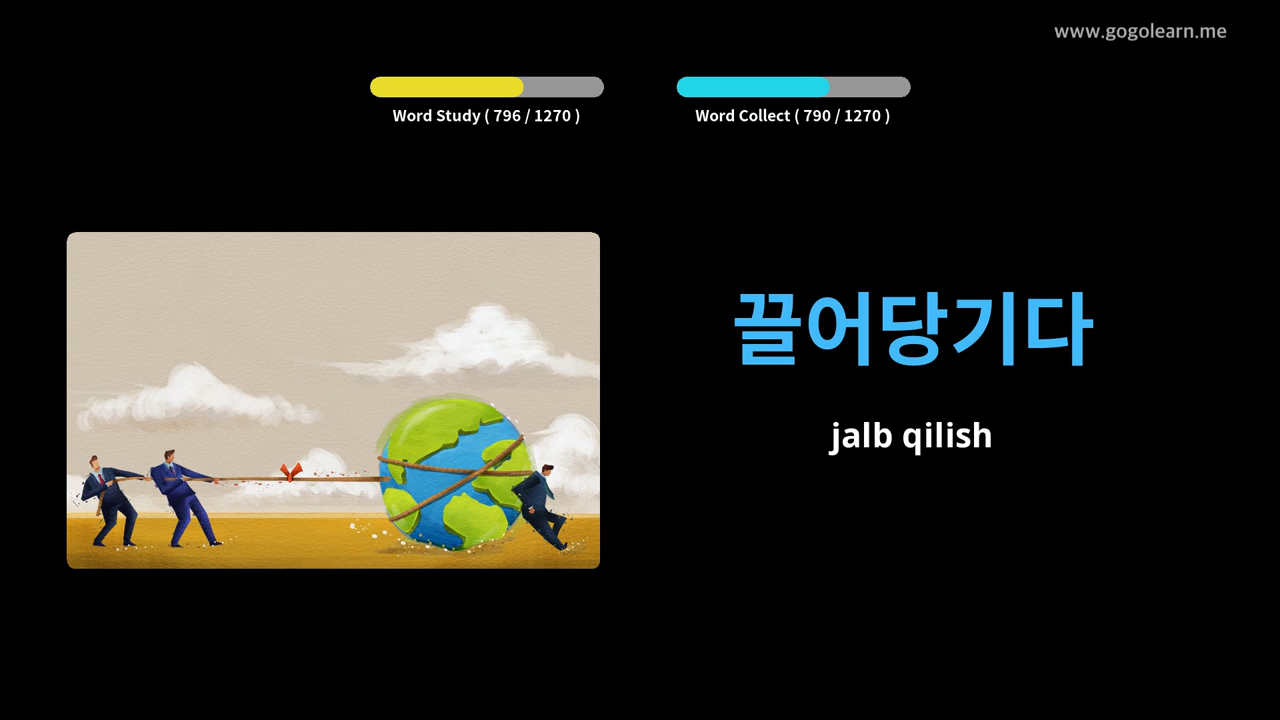 www.gogolearn.me
Word Study ( 796 / 1270 )
Word Collect ( 790 / 1270 )
끌어당기다
jalb qilish